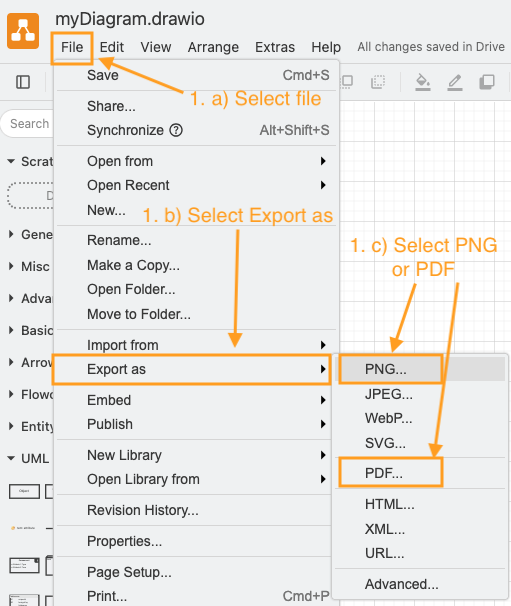 myDiagram.drawio
File Edit View Arrange Extras Help All changes saved in Drive
Save Cmd+S
1. a) Select file
Share...
Search
Synchronize Alt+Shift+S
Open from
Scrat
Open Recent
D
New...
1. b) Select Export as
Gene
Rename...
1. c) Select PNG
or PDF
Misc
Make a Copy...
Open Folder...
Adva
Move to Folder...
Basic
Import from
Arrow
Export as
PNG...
Flowc
JPEG...
Embed
WebP...
Publish
Entity
SVG...
New Library
UML
PDF...
Open Library from
Revision History...
HTML...
XML...
Properties...
URL...
Page Setup...
Advanced...
Print... Cmd+P